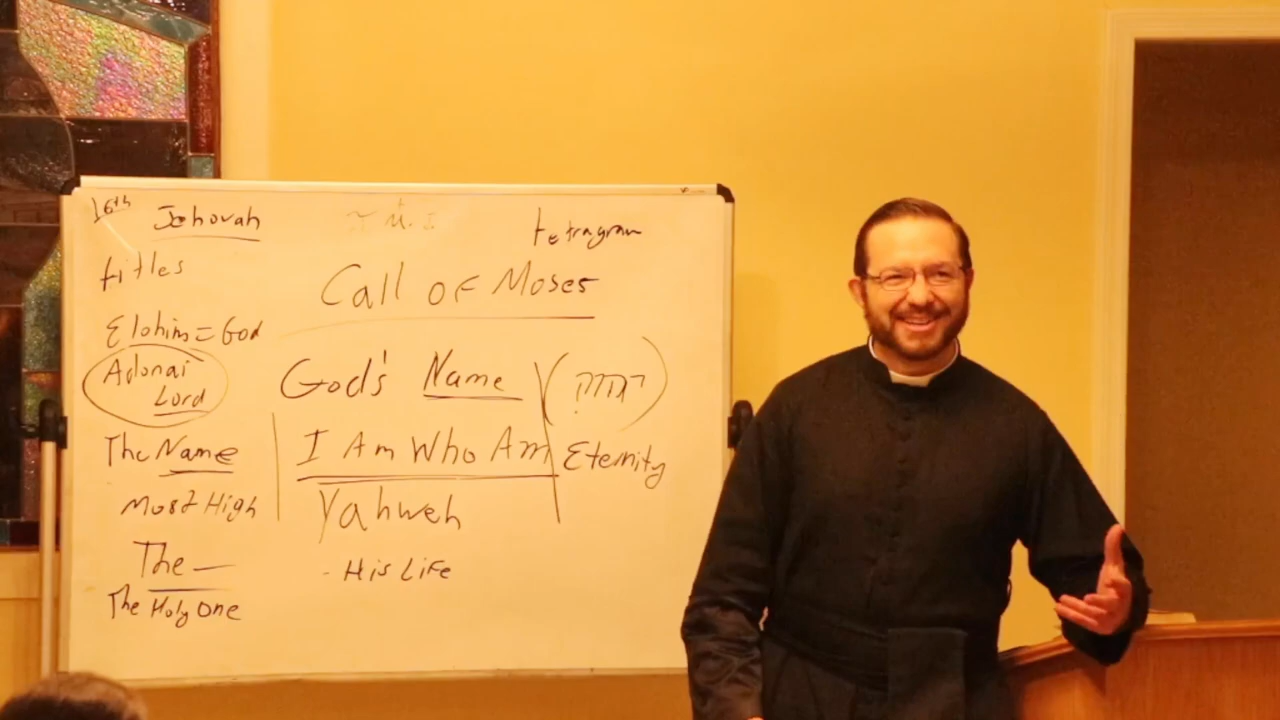 16th Jehovah
tetragram
titles
Call of Moses
Elohim = God
Adonai
Lord
God's Name
The Name
I Am Who Am
Eternity
Most High
Yahweh
The —
- His Life
The Holy One